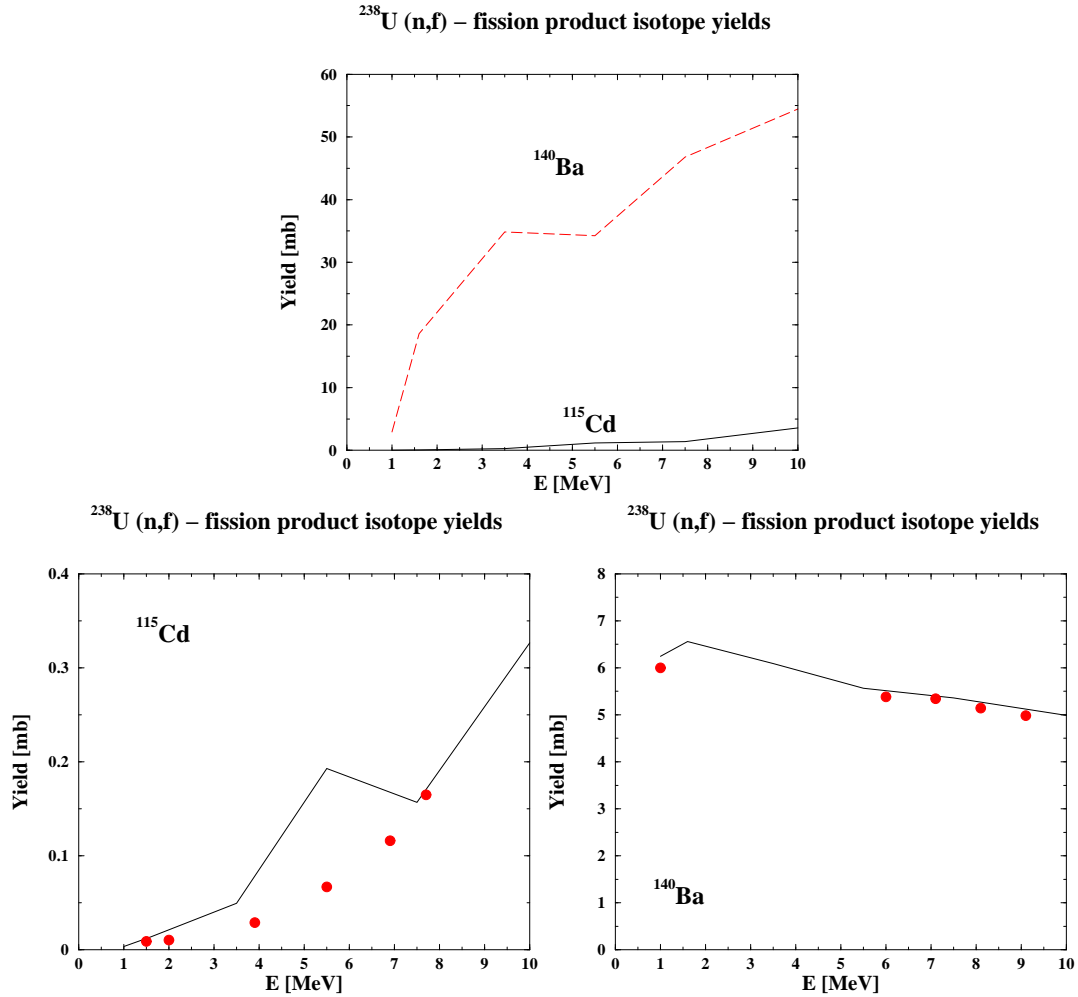 ²³⁸U (n,f) – fission product isotope yields
60
50
40
30
20
10
0
Yield [mb]
¹⁴⁰Ba
¹¹⁵Cd
0 1 2 3 4 5 6 7 8 9 10
E [MeV]
²³⁸U (n,f) – fission product isotope yields
0.4
0.3
0.2
0.1
0
Yield [mb]
¹¹⁵Cd
0 1 2 3 4 5 6 7 8 9 10
E [MeV]
²³⁸U (n,f) – fission product isotope yields
8
7
6
5
4
3
2
1
0
Yield [mb]
¹⁴⁰Ba
0 1 2 3 4 5 6 7 8 9 10
E [MeV]